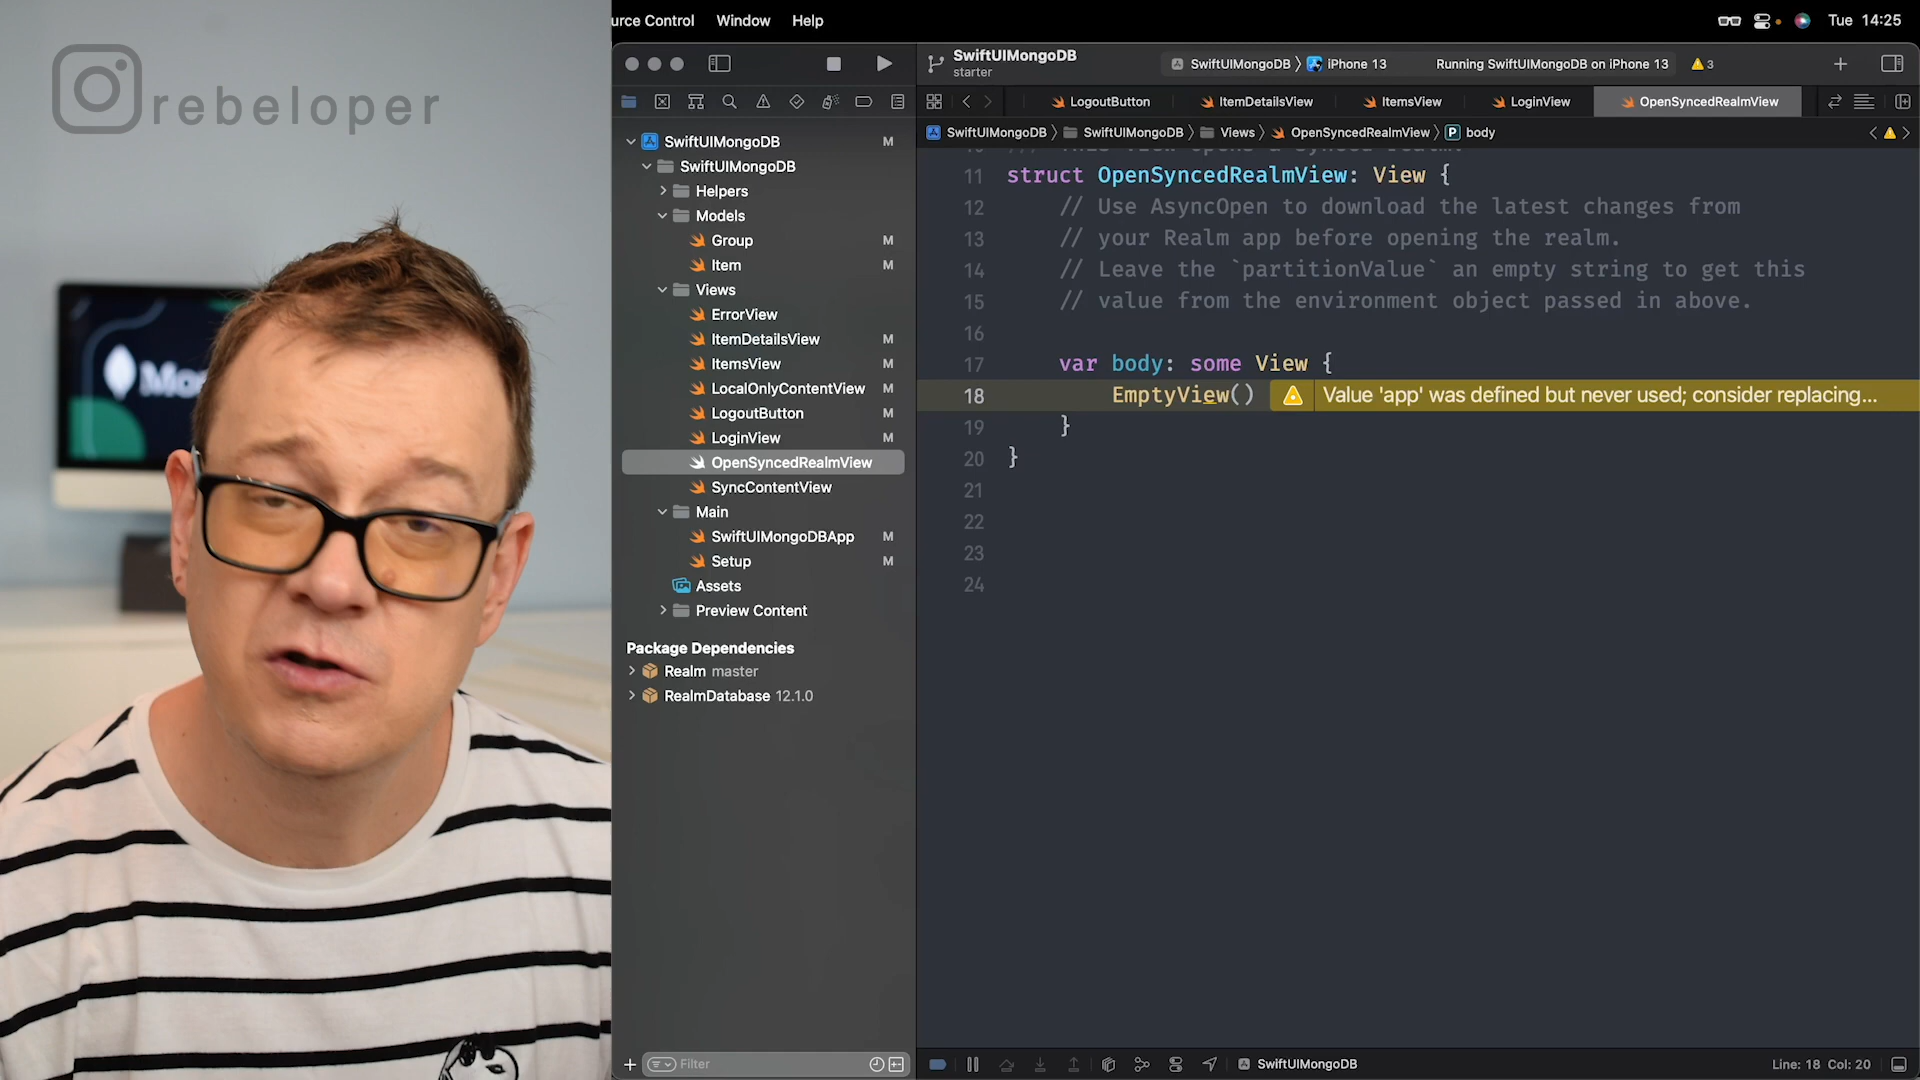 rebeloper
Mo
urce Control Window Help
Tue 14:25
SwiftUIMongoDB
starter
SwiftUIMongoDB 〉 iPhone 13
Running SwiftUIMongoDB on iPhone 13
3
LogoutButton
ItemDetailsView
ItemsView
LoginView
OpenSyncedRealmView
SwiftUIMongoDB 〉 SwiftUIMongoDB 〉 Views 〉 OpenSyncedRealmView 〉 P body
SwiftUIMongoDB M
SwiftUIMongoDB
Helpers
Models
Group M
Item M
Views
ErrorView
ItemDetailsView M
ItemsView M
LocalOnlyContentView M
LogoutButton M
LoginView M
OpenSyncedRealmView
SyncContentView
Main
SwiftUIMongoDBApp M
Setup M
Assets
Preview Content
Package Dependencies
Realm master
RealmDatabase 12.1.0
Filter
11 struct OpenSyncedRealmView: View {
12 // Use AsyncOpen to download the latest changes from
13 // your Realm app before opening the realm.
14 // Leave the `partitionValue` an empty string to get this
15 // value from the environment object passed in above.
16
17 var body: some View {
18 EmptyView() Value 'app' was defined but never used; consider replacing...
19 }
20 }
21
22
23
24
SwiftUIMongoDB
Line: 18 Col: 20